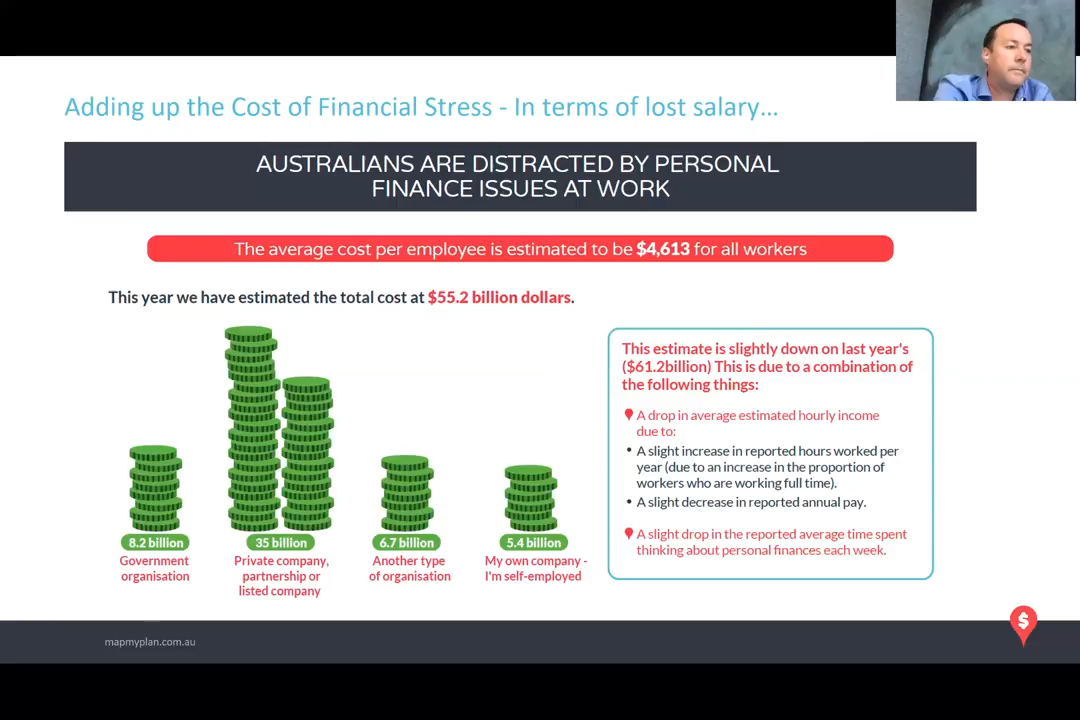 Adding up the Cost of Financial Stress - In terms of lost salary...
AUSTRALIANS ARE DISTRACTED BY PERSONAL
FINANCE ISSUES AT WORK
The average cost per employee is estimated to be $4,613 for all workers
This year we have estimated the total cost at $55.2 billion dollars.
8.2 billion
Government
organisation
35 billion
Private company,
partnership or
listed company
6.7 billion
Another type
of organisation
5.4 billion
My own company -
I'm self-employed
This estimate is slightly down on last year's
($61.2billion) This is due to a combination of
the following things:
A drop in average estimated hourly income
due to:
• A slight increase in reported hours worked per
year (due to an increase in the proportion of
workers who are working full time).
• A slight decrease in reported annual pay.
A slight drop in the reported average time spent
thinking about personal finances each week.
$
mapmyplan.com.au